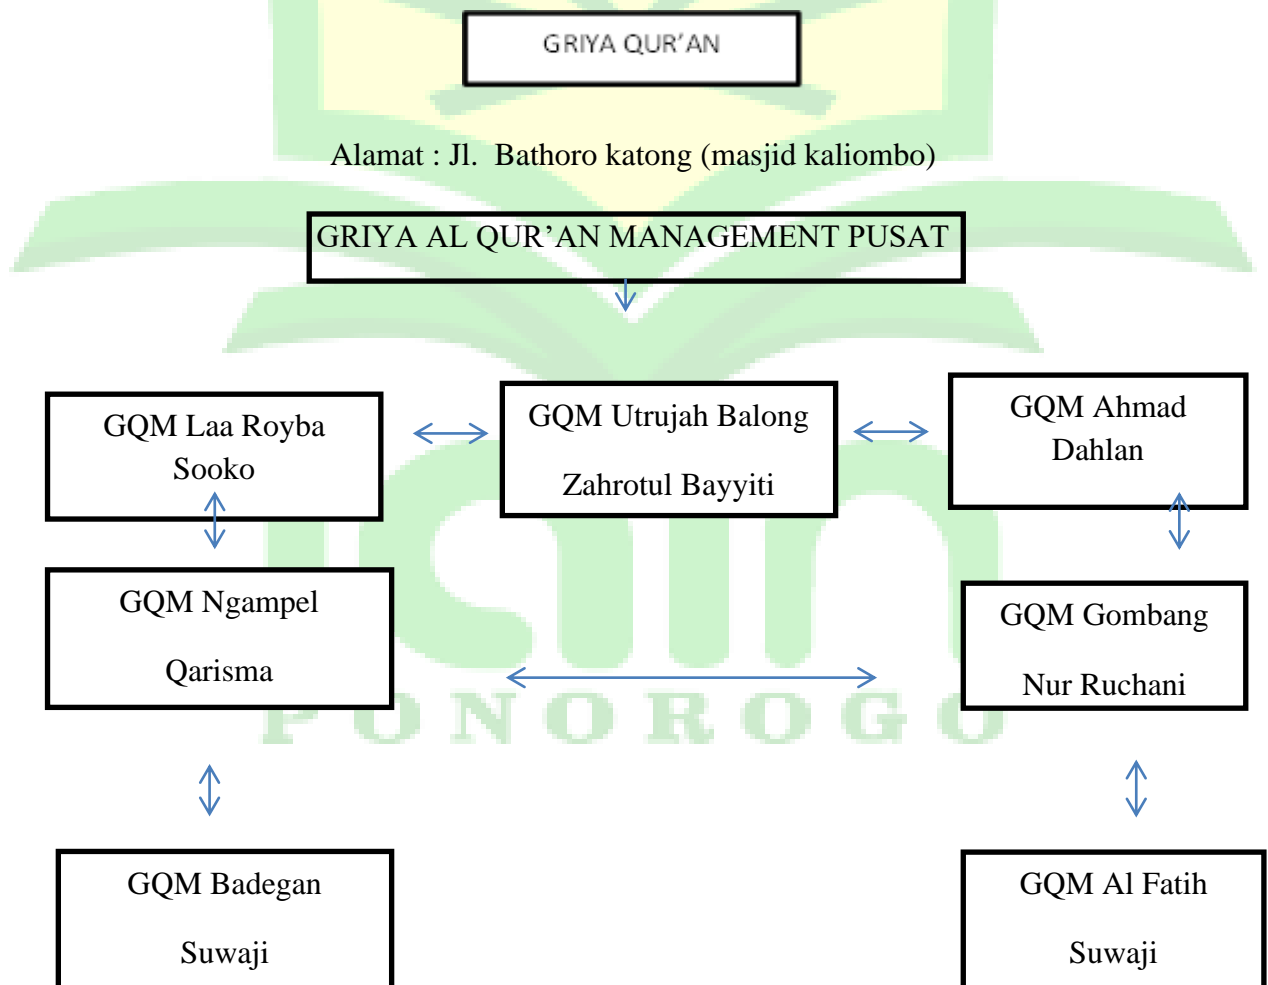 GRIYA QUR’AN
Alamat : Jl. Bathoro katong (masjid kaliombo)
GRIYA AL QUR’AN MANAGEMENT PUSAT
GQM Laa Royba
Sooko
GQM Utrujah Balong
Zahrotul Bayyiti
GQM Ahmad
Dahlan
GQM Ngampel
Qarisma
GQM Gombang
Nur Ruchani
PONOROGO
GQM Badegan
Suwaji
GQM Al Fatih
Suwaji